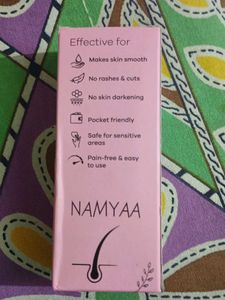 Effective for
Makes skin smooth
No rashes & cuts
No skin darkening
Pocket friendly
Safe for sensitive
areas
Pain-free & easy
to use
NAMYAA